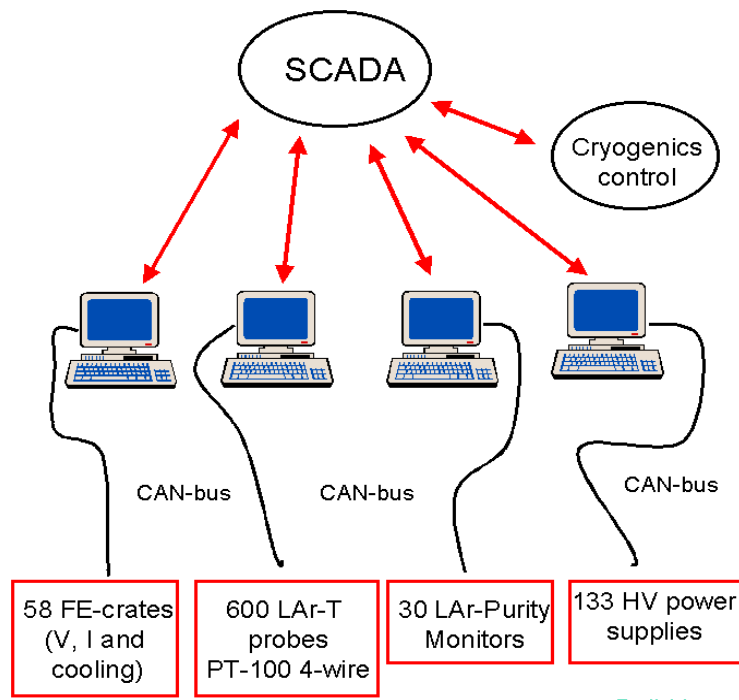 SCADA
Cryogenics
control
CAN-bus
CAN-bus
CAN-bus
58 FE-crates
(V, I and
cooling)
600 LAr-T
probes
PT-100 4-wire
30 LAr-Purity
Monitors
133 HV power
supplies